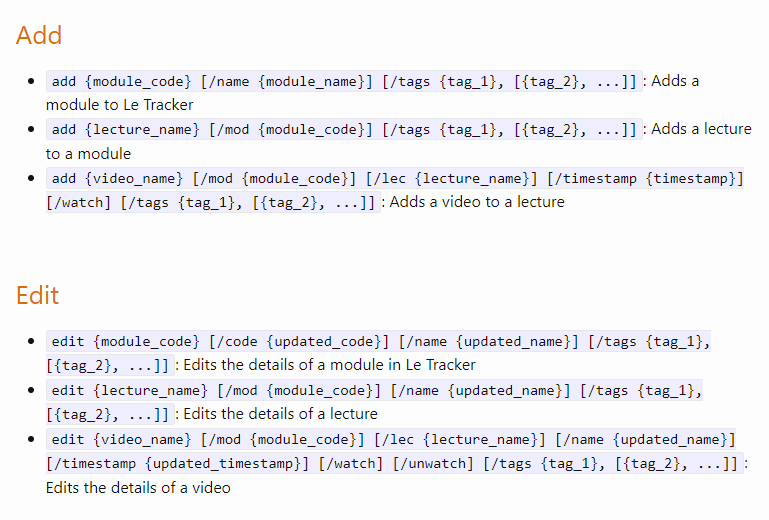 Add
• add {module_code} [/name {module_name}] [/tags {tag_1}, [{tag_2}, ...]] : Adds a
module to Le Tracker
• add {lecture_name} [/mod {module_code}] [/tags {tag_1}, [{tag_2}, ...]] : Adds a lecture
to a module
• add {video_name} [/mod {module_code}] [/lec {lecture_name}] [/timestamp {timestamp}]
[/watch] [/tags {tag_1}, [{tag_2}, ...]] : Adds a video to a lecture
Edit
• edit {module_code} [/code {updated_code}] [/name {updated_name}] [/tags {tag_1},
[{tag_2}, ...]] : Edits the details of a module in Le Tracker
• edit {lecture_name} [/mod {module_code}] [/name {updated_name}] [/tags {tag_1},
[{tag_2}, ...]] : Edits the details of a lecture
• edit {video_name} [/mod {module_code}] [/lec {lecture_name}] [/name {updated_name}]
[/timestamp {updated_timestamp}] [/watch] [/unwatch] [/tags {tag_1}, [{tag_2}, ...]] :
Edits the details of a video